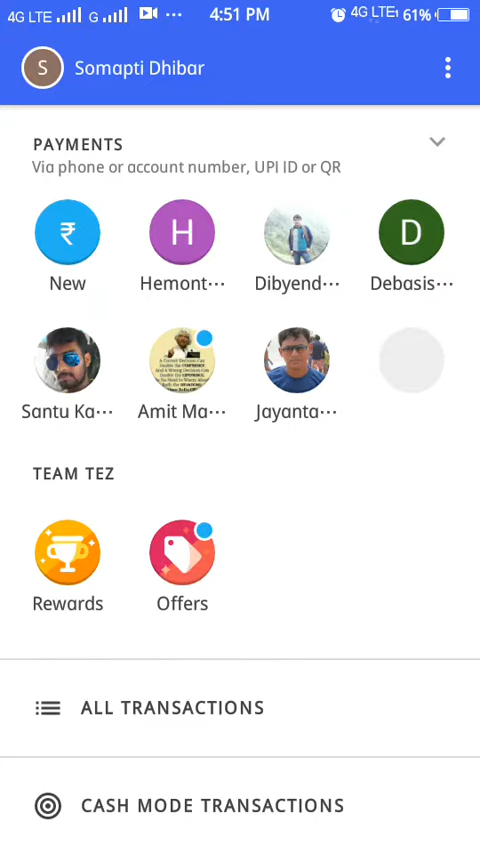 4G LTE G 4:51 PM 4G LTE 61%
S Somapti Dhibar
PAYMENTS
Via phone or account number, UPI ID or QR
₹ H D
New Hemont··· Dibyend··· Debasis···
Santu Ka··· Amit Ma··· Jayanta···
TEAM TEZ
Rewards Offers
ALL TRANSACTIONS
CASH MODE TRANSACTIONS